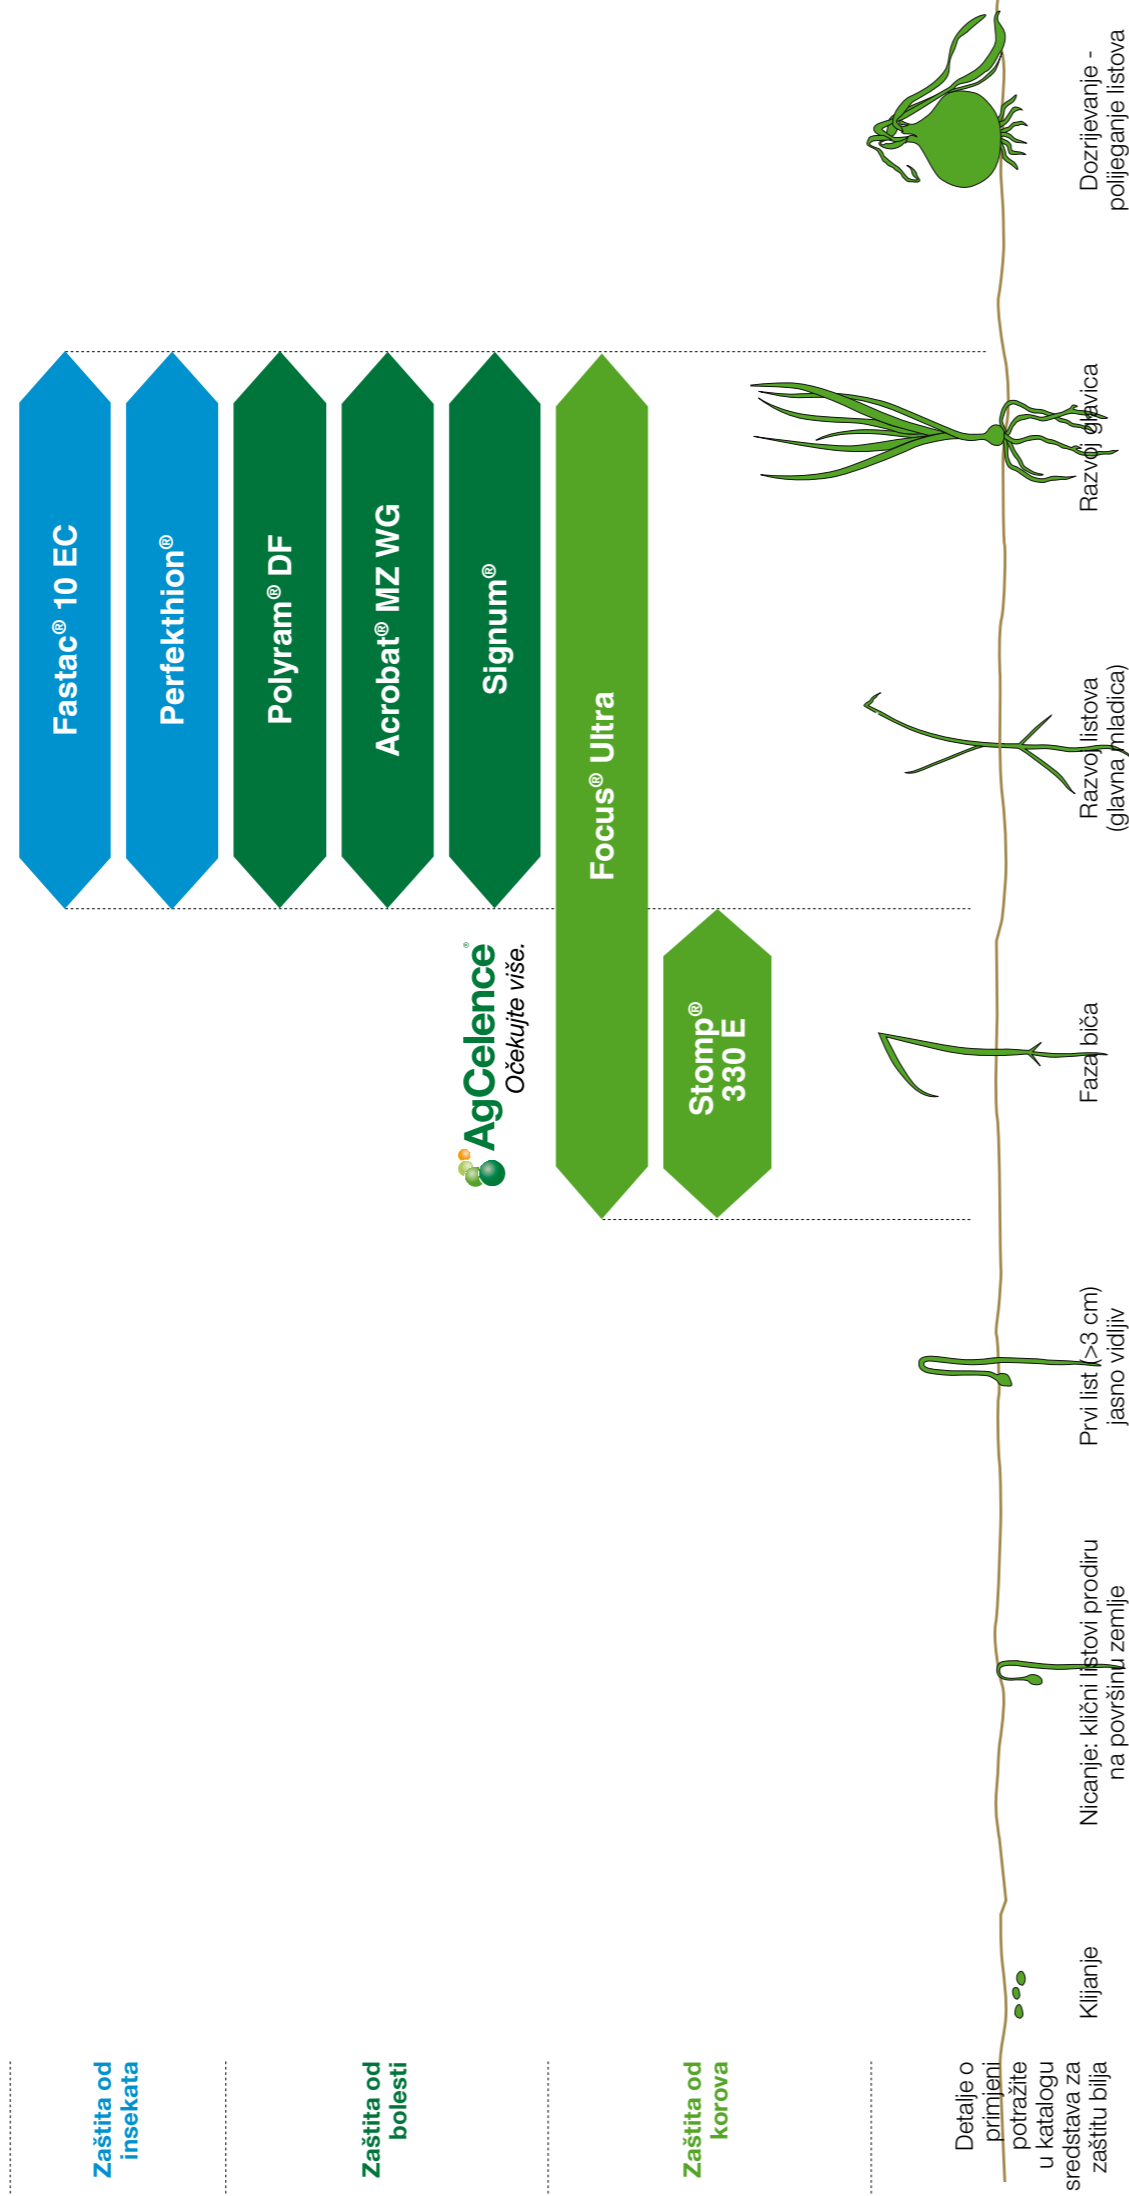 Zaštita od
insekata
Fastac® 10 EC
Perfekthion®
Zaštita od
bolesti
Polyram® DF
Acrobat® MZ WG
Signum®
AgCelence®
Očekujte više.
Zaštita od
korova
Focus® Ultra
Stomp®
330 E
Detalje o
primjeni
potražite
u katalogu
sredstava za
zaštitu bilja
Klijanje
Nicanje: klični listovi prodiru
na površinu zemlje
Prvi list (>3 cm)
jasno vidljiv
Faza biča
Razvoj listova
(glavna mladica)
Razvoj glavica
Dozrijevanje -
polijeganje listova